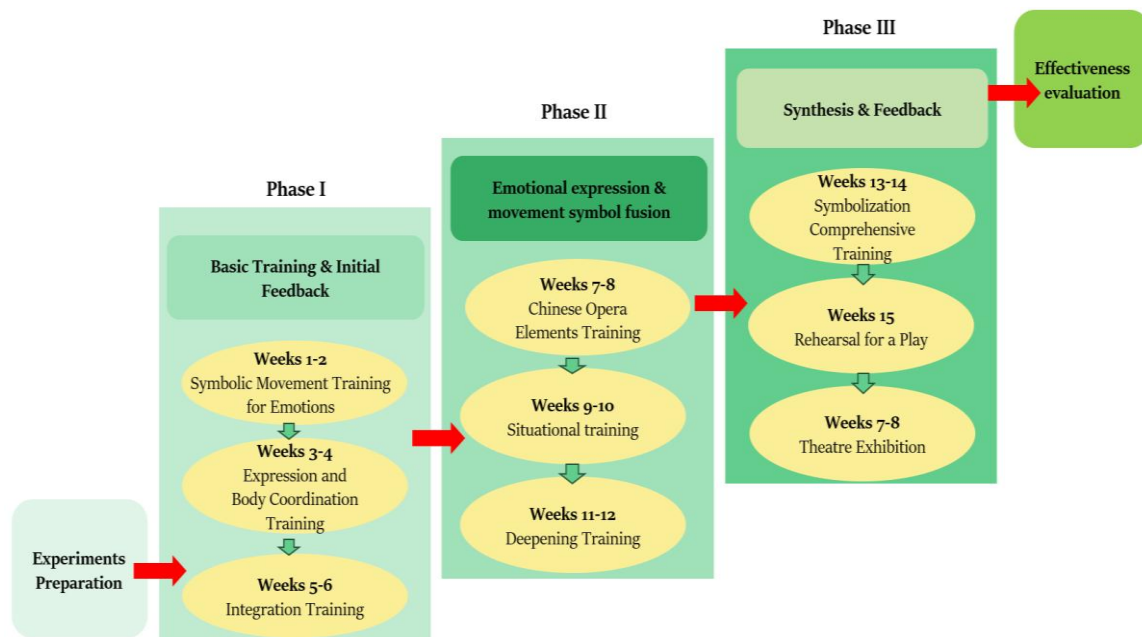 Experiments
Preparation
Phase I
Basic Training & Initial
Feedback
Weeks 1-2
Symbolic Movement Training
for Emotions
Weeks 3-4
Expression and
Body Coordination
Training
Weeks 5-6
Integration Training
Phase II
Emotional expression &
movement symbol fusion
Weeks 7-8
Chinese Opera
Elements Training
Weeks 9-10
Situational training
Weeks 11-12
Deepening Training
Phase III
Synthesis & Feedback
Weeks 13-14
Symbolization
Comprehensive
Training
Weeks 15
Rehearsal for a Play
Weeks 7-8
Theatre Exhibition
Effectiveness
evaluation